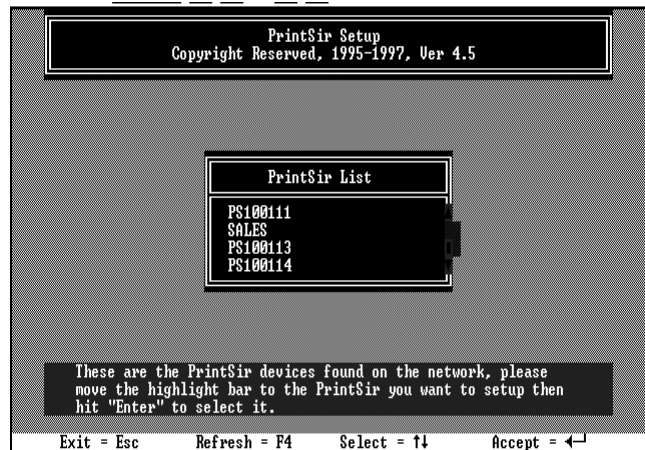 PrintSir Setup
Copyright Reserved, 1995-1997, Ver 4.5
PrintSir List
PS100111
SALES
PS100113
PS100114
These are the PrintSir devices found on the network, please
move the highlight bar to the PrintSir you want to setup then
hit "Enter" to select it.
Exit = Esc Refresh = F4 Select = ↑↓ Accept = ↵